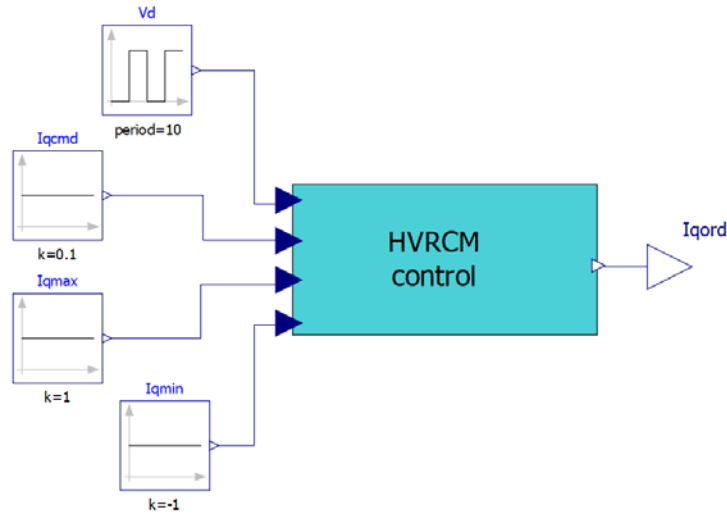 Vd
period=10
Iqcmd
k=0.1
Iqmax
k=1
Iqmin
k=-1
HVRCM
control
Iqord